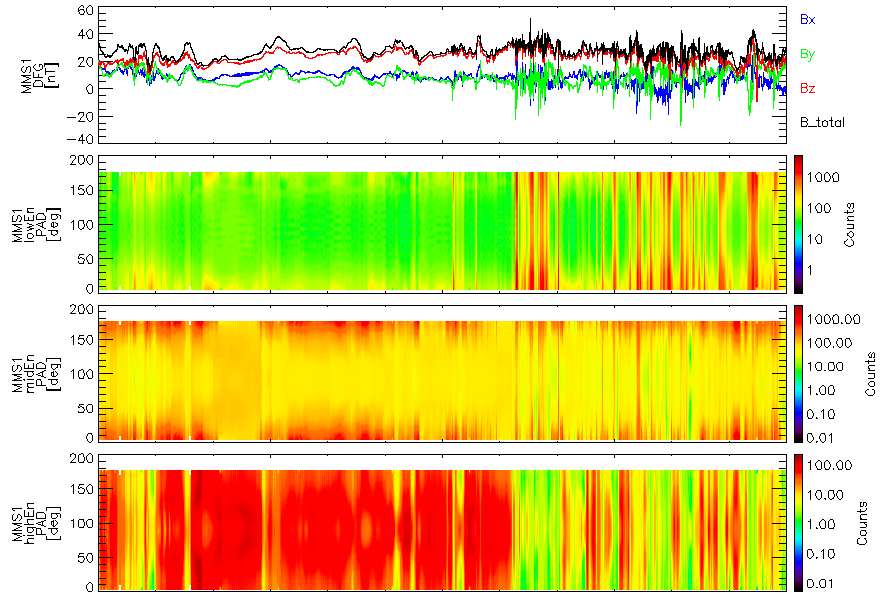 60
40
20
0
−20
−40
MMS1
DFG
[nT]
Bx
By
Bz
B_total
200
150
100
50
0
MMS1
lowEn
PAD
[deg]
1000
100
10
1
Counts
200
150
100
50
0
MMS1
midEn
PAD
[deg]
1000.00
100.00
10.00
1.00
0.10
0.01
Counts
200
150
100
50
0
MMS1
highEn
PAD
[deg]
100.00
10.00
1.00
0.10
0.01
Counts